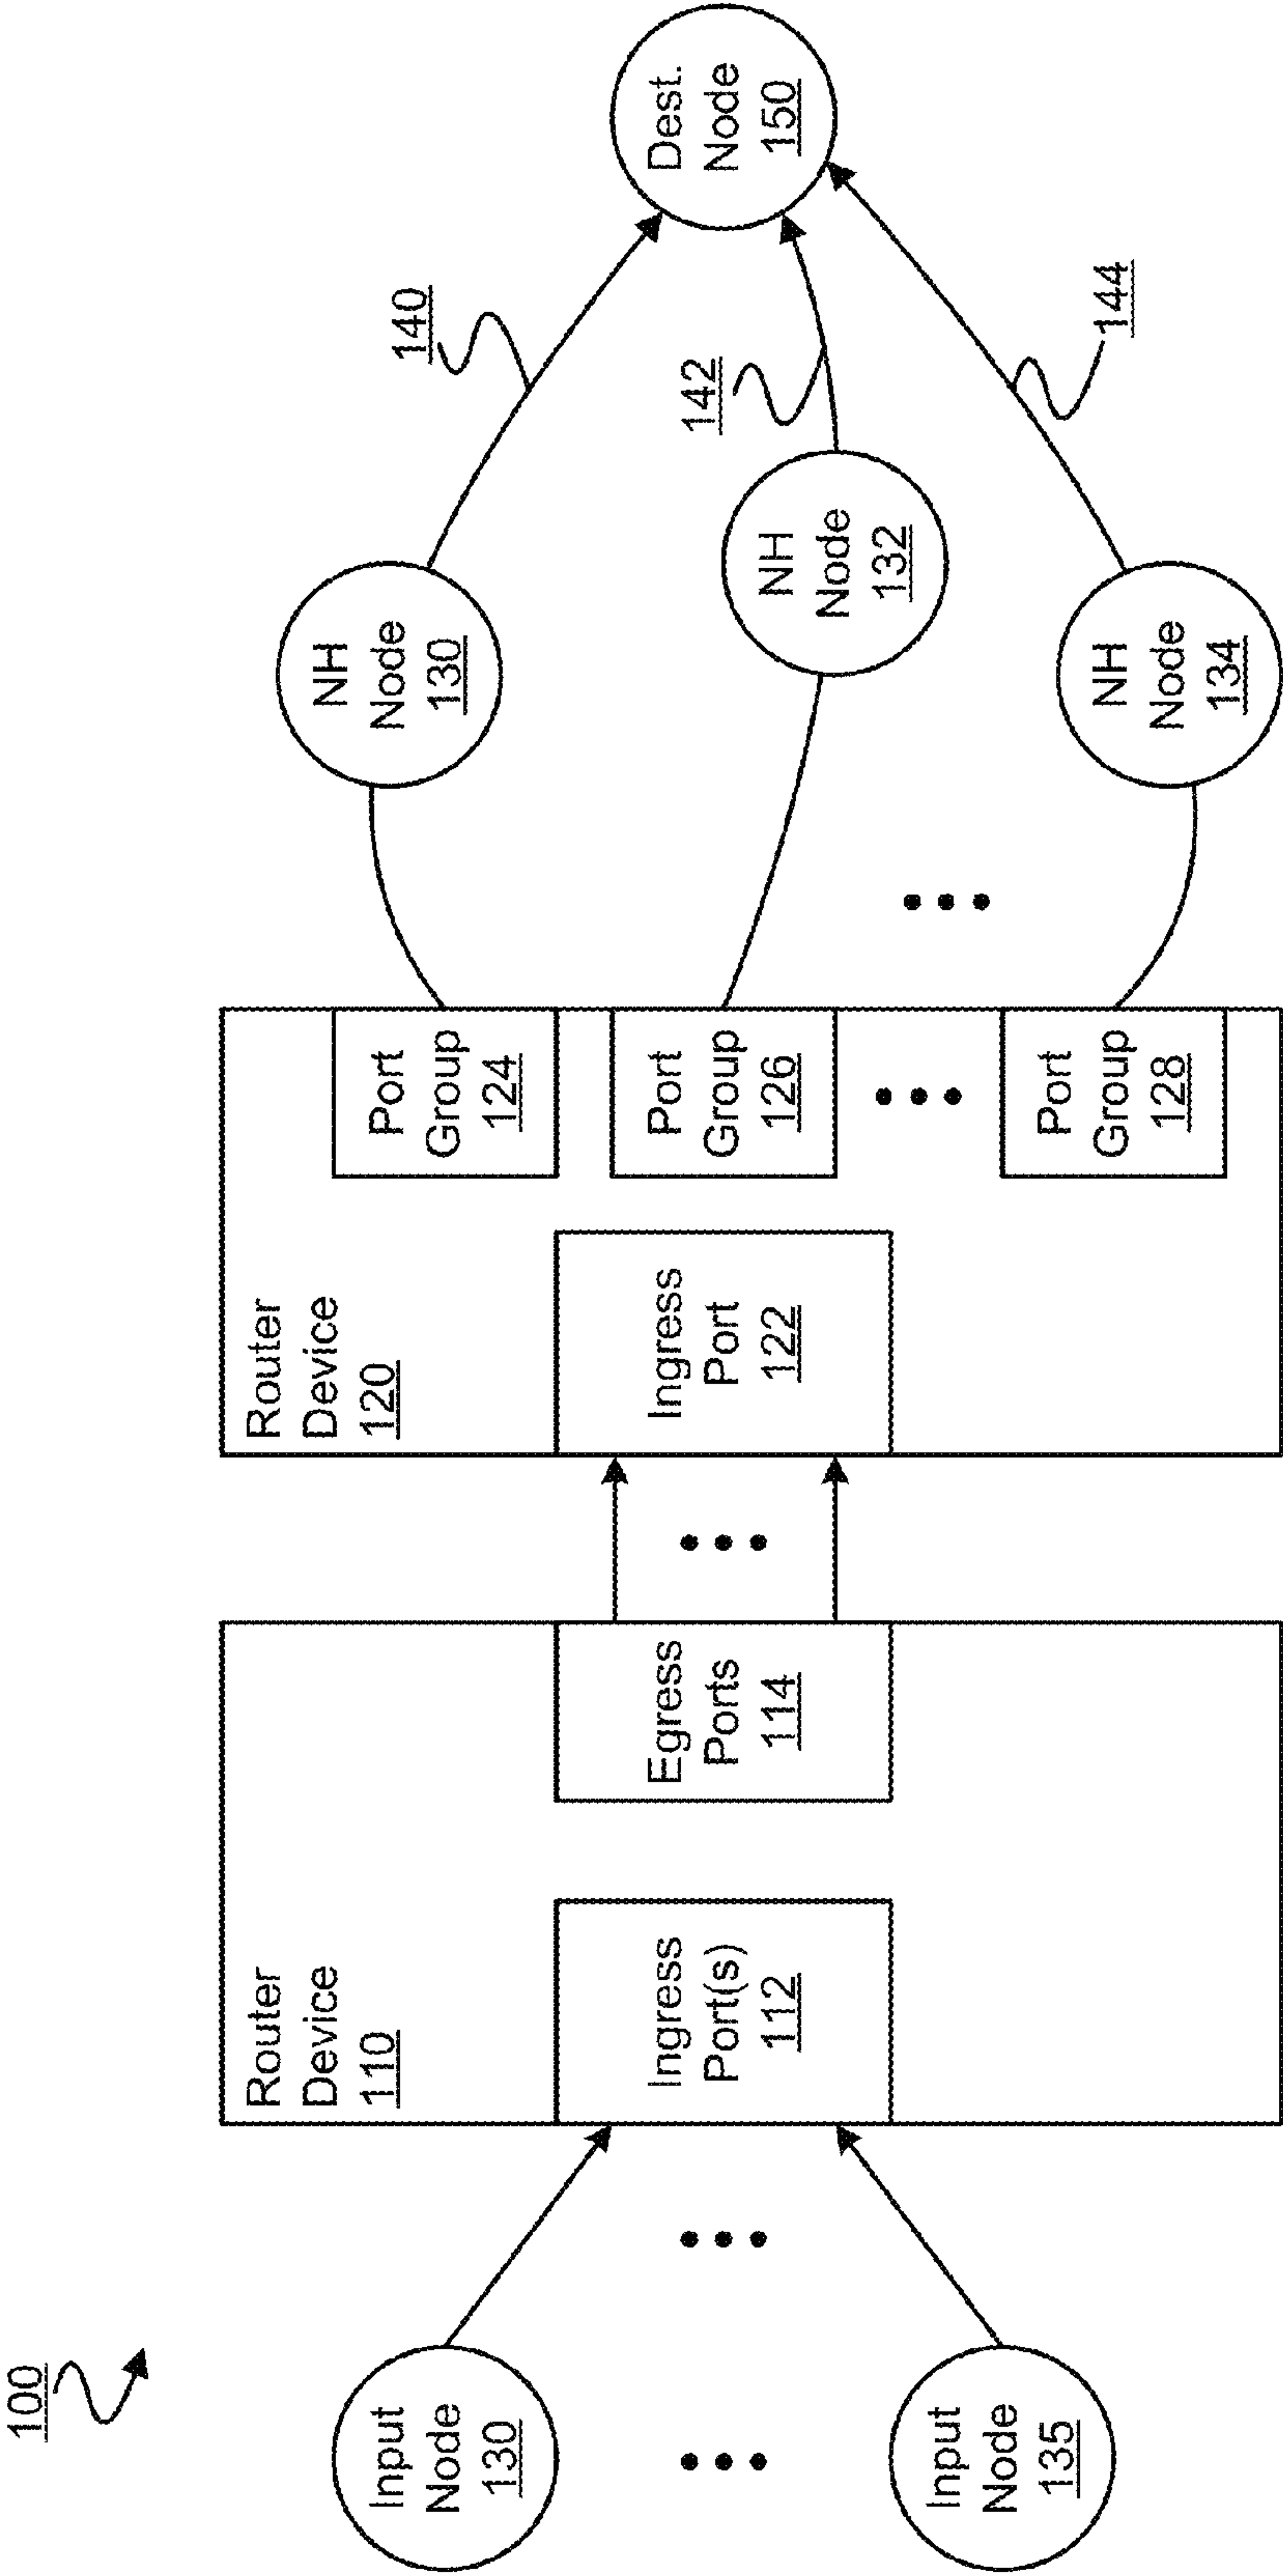 100
Input
Node
130
Input
Node
135
Router
Device
110
Ingress
Port(s)
112
Egress
Ports
114
Router
Device
120
Ingress
Port
122
Port
Group
124
Port
Group
126
Port
Group
128
NH
Node
130
NH
Node
132
NH
Node
134
140
142
144
Dest.
Node
150